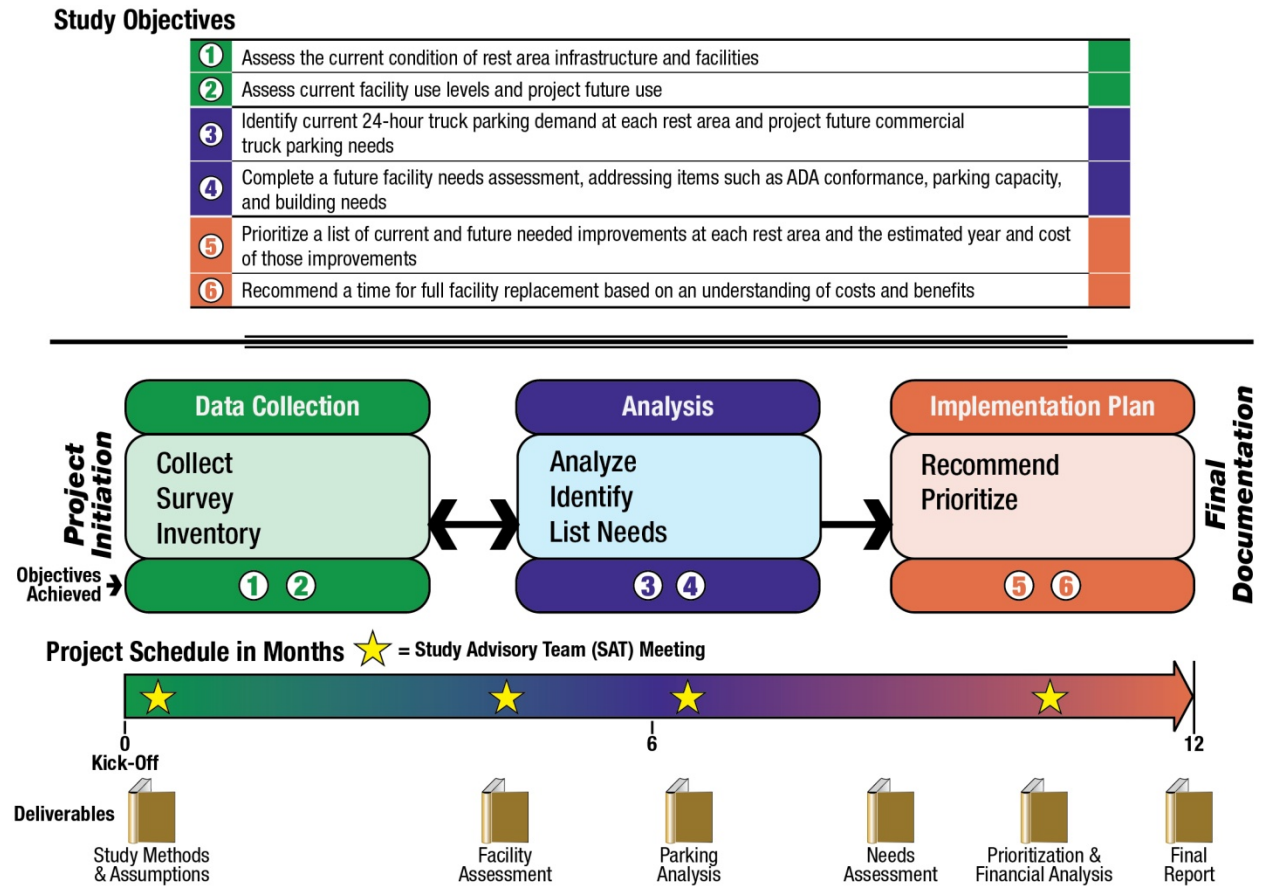 Study Objectives
1 Assess the current condition of rest area infrastructure and facilities
2 Assess current facility use levels and project future use
3 Identify current 24-hour truck parking demand at each rest area and project future commercial
truck parking needs
4 Complete a future facility needs assessment, addressing items such as ADA conformance, parking capacity,
and building needs
5 Prioritize a list of current and future needed improvements at each rest area and the estimated year and cost
of those improvements
6 Recommend a time for full facility replacement based on an understanding of costs and benefits
Project
Initiation
Data Collection
Collect
Survey
Inventory
Analysis
Analyze
Identify
List Needs
Implementation Plan
Recommend
Prioritize
Final
Documentation
Objectives
Achieved
1 2
3 4
5 6
Project Schedule in Months = Study Advisory Team (SAT) Meeting
0 6 12
Kick-Off
Deliverables
Study Methods
& Assumptions
Facility
Assessment
Parking
Analysis
Needs
Assessment
Prioritization &
Financial Analysis
Final
Report